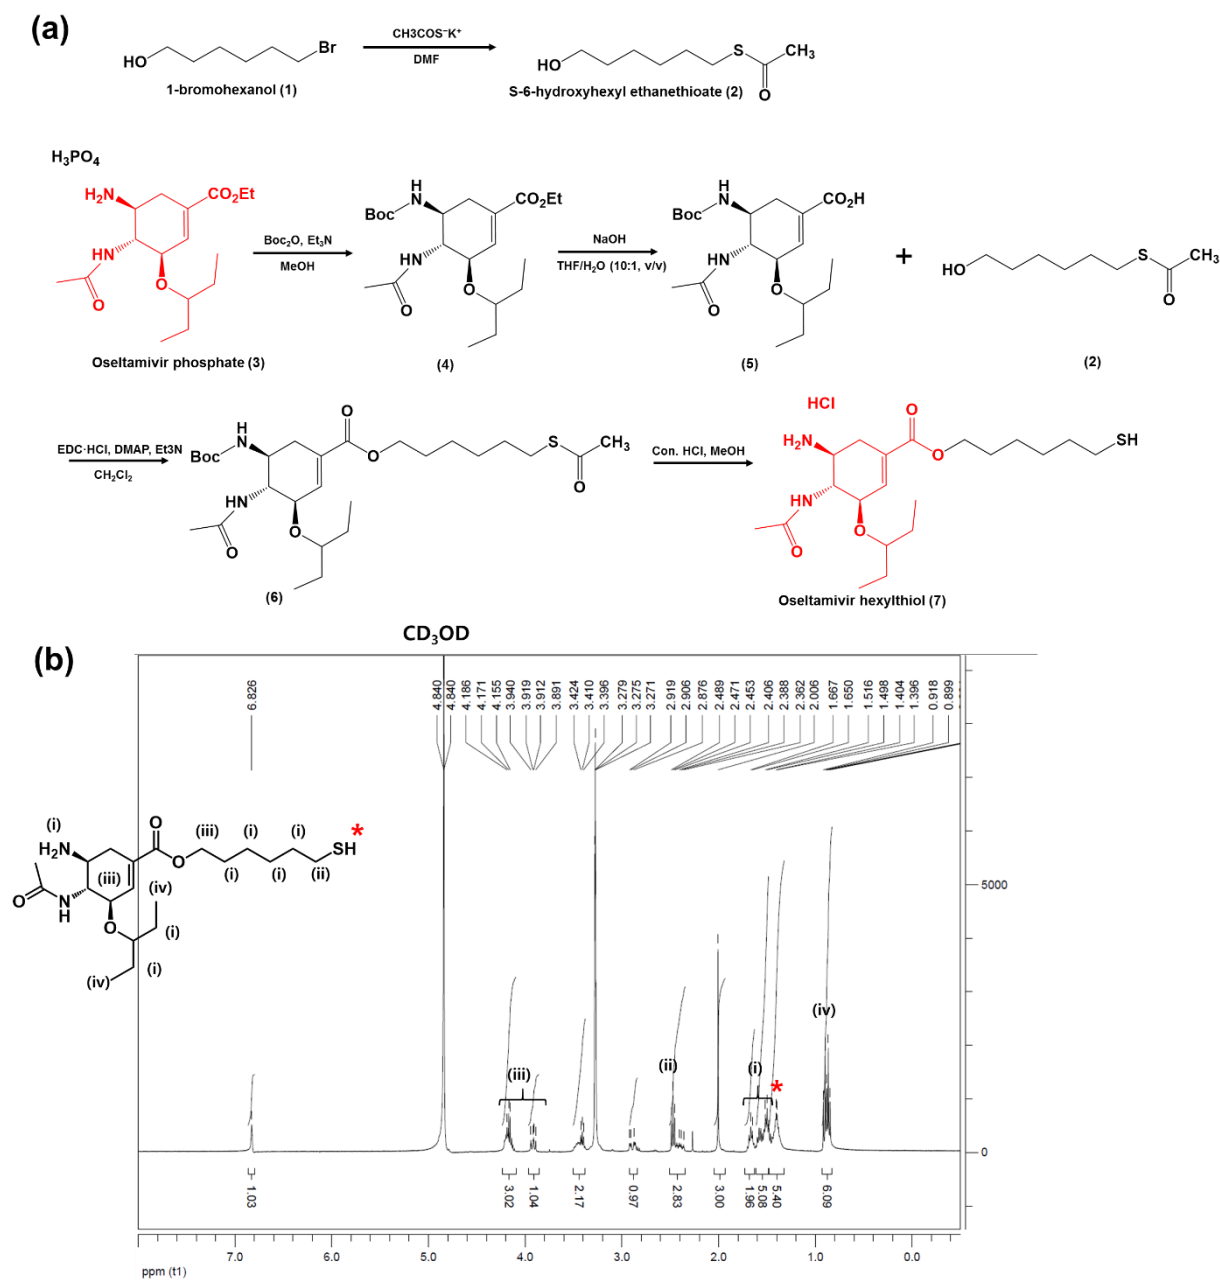 (a)
HO
Br
1-bromohexanol (1)
CH3COS⁻K⁺
DMF
HO
S
CH₃
O
S-6-hydroxyhexyl ethanethioate (2)
H₃PO₄
H₂N
CO₂Et
HN
O
O
Oseltamivir phosphate (3)
Boc₂O, Et₃N
MeOH
H
N
Boc
CO₂Et
HN
O
O
(4)
NaOH
THF/H₂O (10:1, v/v)
H
N
Boc
CO₂H
HN
O
O
(5)
+
HO
S
CH₃
O
(2)
EDC·HCl, DMAP, Et3N
CH₂Cl₂
H
N
Boc
O
O
S
CH₃
O
HN
O
O
(6)
Con. HCl, MeOH
HCl
H₂N
O
O
SH
HN
O
O
Oseltamivir hexylthiol (7)
(b)
CD₃OD
6.826
4.840
4.840
4.186
4.171
4.155
3.940
3.919
3.912
3.891
3.424
3.410
3.396
3.279
3.275
3.271
2.919
2.906
2.876
2.489
2.471
2.453
2.406
2.388
2.362
2.006
1.667
1.650
1.516
1.498
1.404
1.396
0.918
0.899
(i)
H₂N
O
O
(iii)
(i)
(i)
(i)
(i)
(ii)
SH
*
(iii)
O
N
H
O
(iv)
(i)
(i)
(iv)
5000
0
(iii)
(ii)
(i)
*
(iv)
1.03
3.02
1.04
2.17
0.97
2.83
3.00
1.96
5.08
5.40
6.09
7.0
6.0
5.0
4.0
3.0
2.0
1.0
0.0
ppm (t1)